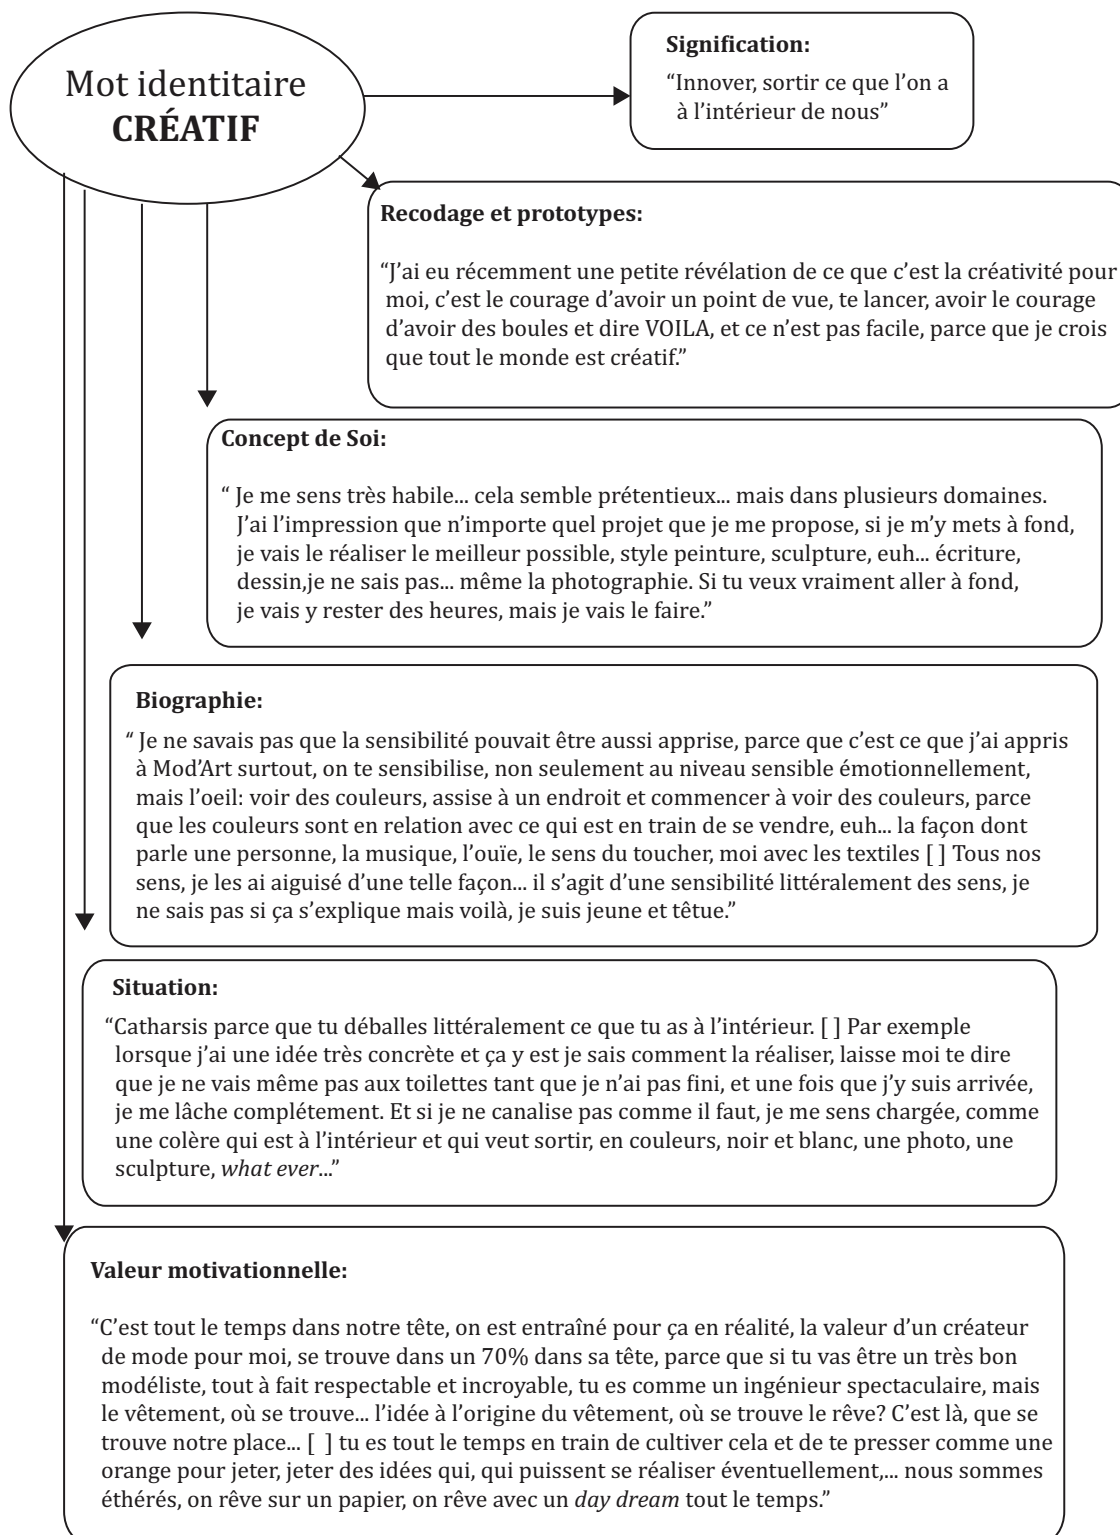 Mot identitaire
CRÉATIF
Signification:
“Innover, sortir ce que l’on a
à l’intérieur de nous”
Recodage et prototypes:
“J’ai eu récemment une petite révélation de ce que c’est la créativité pour
moi, c’est le courage d’avoir un point de vue, te lancer, avoir le courage
d’avoir des boules et dire VOILA, et ce n’est pas facile, parce que je crois
que tout le monde est créatif.”
Concept de Soi:
“ Je me sens très habile... cela semble prétentieux... mais dans plusieurs domaines.
J’ai l’impression que n’importe quel projet que je me propose, si je m’y mets à fond,
je vais le réaliser le meilleur possible, style peinture, sculpture, euh... écriture,
dessin,je ne sais pas... même la photographie. Si tu veux vraiment aller à fond,
je vais y rester des heures, mais je vais le faire.”
Biographie:
“ Je ne savais pas que la sensibilité pouvait être aussi apprise, parce que c’est ce que j’ai appris
à Mod’Art surtout, on te sensibilise, non seulement au niveau sensible émotionnellement,
mais l’oeil: voir des couleurs, assise à un endroit et commencer à voir des couleurs, parce
que les couleurs sont en relation avec ce qui est en train de se vendre, euh... la façon dont
parle une personne, la musique, l’ouïe, le sens du toucher, moi avec les textiles [ ] Tous nos
sens, je les ai aiguisé d’une telle façon... il s’agit d’une sensibilité littéralement des sens, je
ne sais pas si ça s’explique mais voilà, je suis jeune et têtue.”
Situation:
“Catharsis parce que tu déballes littéralement ce que tu as à l’intérieur. [ ] Par exemple
lorsque j’ai une idée très concrète et ça y est je sais comment la réaliser, laisse moi te dire
que je ne vais même pas aux toilettes tant que je n’ai pas fini, et une fois que j’y suis arrivée,
je me lâche complétement. Et si je ne canalise pas comme il faut, je me sens chargée, comme
une colère qui est à l’intérieur et qui veut sortir, en couleurs, noir et blanc, une photo, une
sculpture, what ever...”
Valeur motivationnelle:
“C’est tout le temps dans notre tête, on est entraîné pour ça en réalité, la valeur d’un créateur
de mode pour moi, se trouve dans un 70% dans sa tête, parce que si tu vas être un très bon
modéliste, tout à fait respectable et incroyable, tu es comme un ingénieur spectaculaire, mais
le vêtement, où se trouve... l’idée à l’origine du vêtement, où se trouve le rêve? C’est là, que se
trouve notre place... [ ] tu es tout le temps en train de cultiver cela et de te presser comme une
orange pour jeter, jeter des idées qui, qui puissent se réaliser éventuellement,... nous sommes
éthérés, on rêve sur un papier, on rêve avec un day dream tout le temps.”